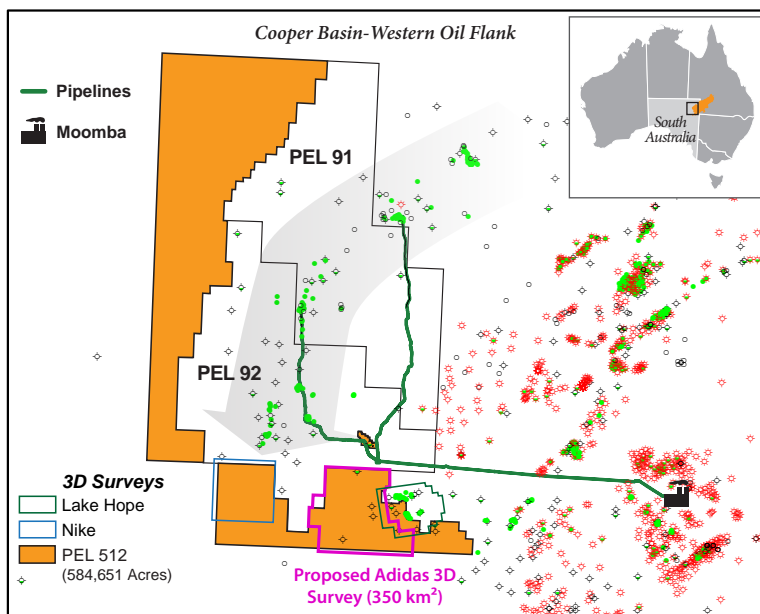 Cooper Basin-Western Oil Flank
Pipelines
Moomba
PEL 91
South
Australia
PEL 92
3D Surveys
Lake Hope
Nike
PEL 512
(584,651 Acres)
Proposed Adidas 3D
Survey (350 km²)